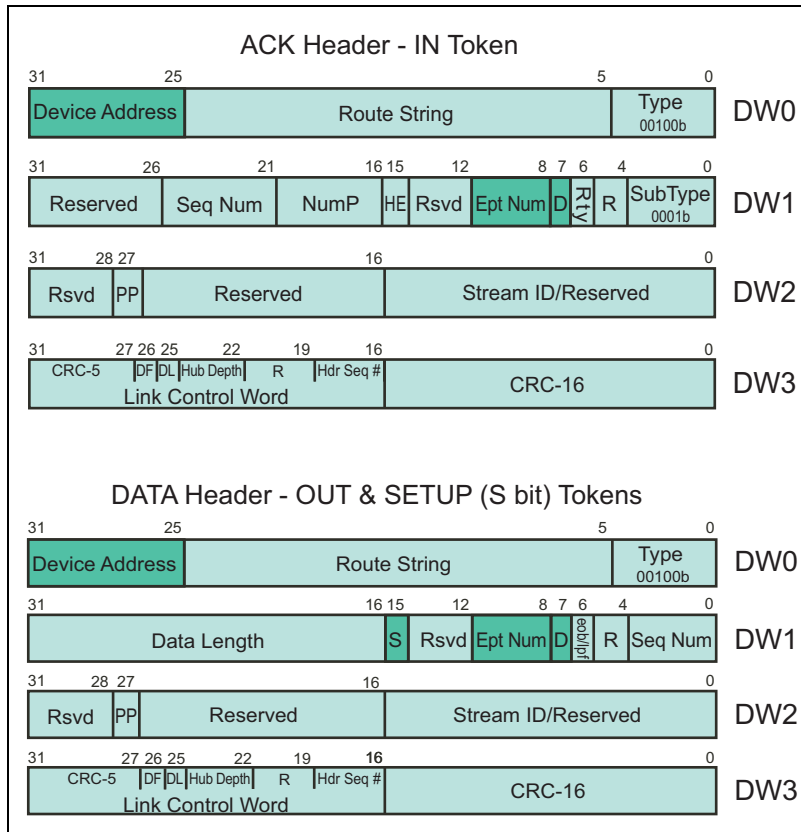 ACK Header - IN Token
31 25 5 0
Device Address Route String Type 00100b DW0
31 26 21 16 15 12 8 7 6 4 0
Reserved Seq Num NumP HE Rsvd Ept Num D Rty R SubType 0001b DW1
31 28 27 16 0
Rsvd PP Reserved Stream ID/Reserved DW2
31 27 26 25 22 19 16 0
CRC-5 DF DL Hub Depth R Hdr Seq #
Link Control Word CRC-16 DW3
DATA Header - OUT & SETUP (S bit) Tokens
31 25 5 0
Device Address Route String Type 00100b DW0
31 16 15 12 8 7 6 4 0
Data Length S Rsvd Ept Num D eob/lpf R Seq Num DW1
31 28 27 16 0
Rsvd PP Reserved Stream ID/Reserved DW2
31 27 26 25 22 19 16 0
CRC-5 DF DL Hub Depth R Hdr Seq #
Link Control Word CRC-16 DW3